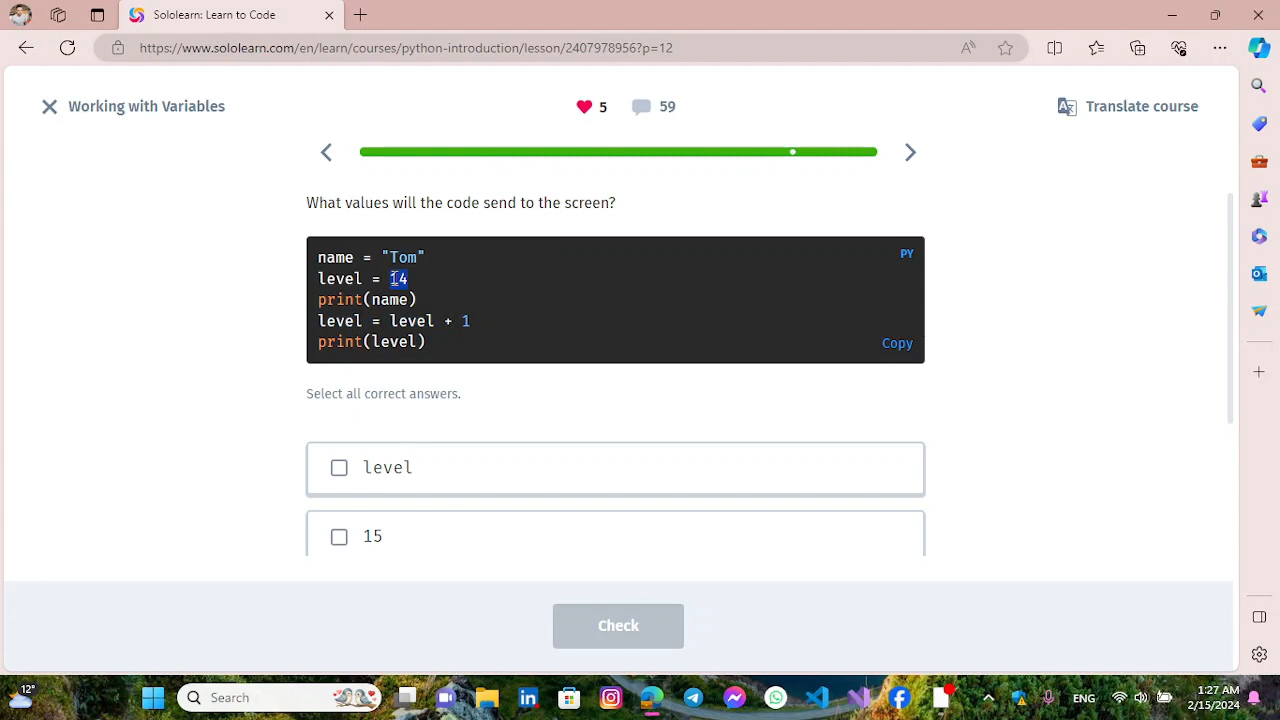 Sololearn: Learn to Code
https://www.sololearn.com/en/learn/courses/python-introduction/lesson/2407978956?p=12
Working with Variables
5
59
Translate course
What values will the code send to the screen?
PY
name = "Tom"
level = 14
print(name)
level = level + 1
print(level)
Copy
Select all correct answers.
level
15
Check
12°
Search
ENG
1:27 PM
2/15/2024